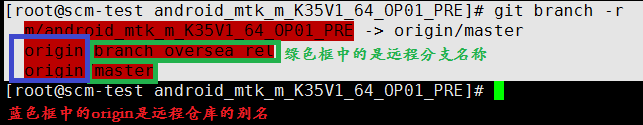 [root@scm-test android_mtk_m_K35V1_64_OP01_PRE]# git branch -r
m/android_mtk_m_K35V1_64_OP01_PRE -> origin/master
origin/branch_oversea_rel 绿色框中的是远程分支名称
origin/master
[root@scm-test android_mtk_m_K35V1_64_OP01_PRE]#
蓝色框中的origin是远程仓库的别名